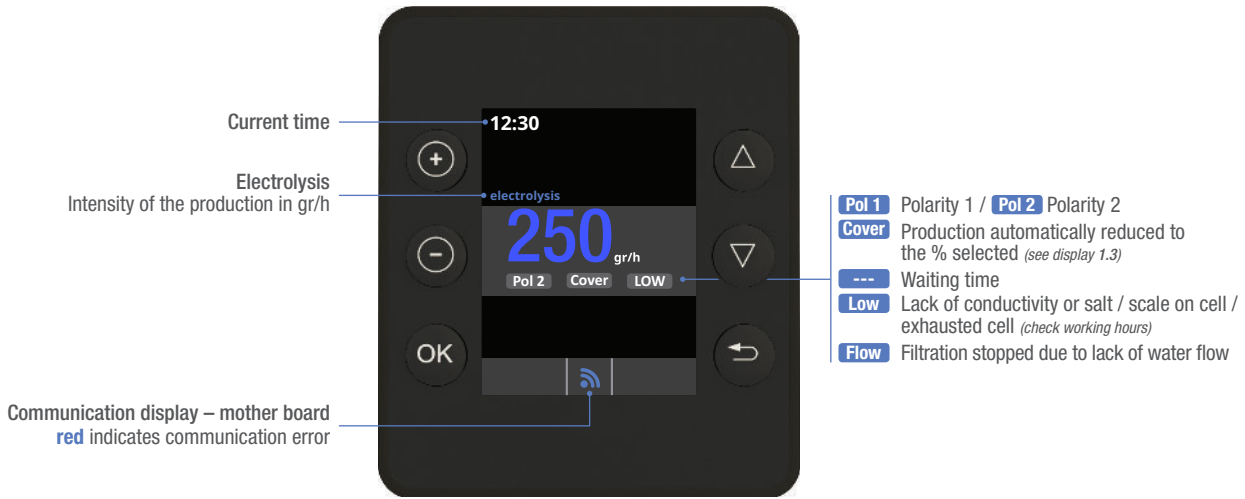 Current time
12:30
Electrolysis
Intensity of the production in gr/h
electrolysis
250 gr/h
Pol 2 Cover LOW
OK
Communication display – mother board
red indicates communication error
Pol 1 Polarity 1 / Pol 2 Polarity 2
Cover Production automatically reduced to
the % selected (see display 1.3)
--- Waiting time
Low Lack of conductivity or salt / scale on cell /
exhausted cell (check working hours)
Flow Filtration stopped due to lack of water flow